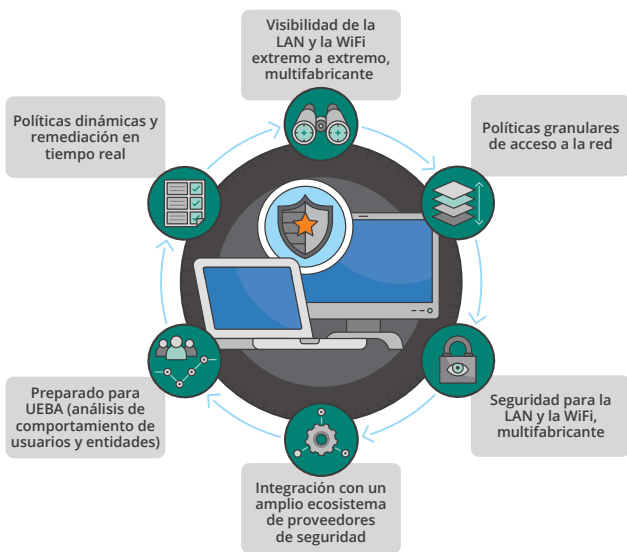 Visibilidad de la
LAN y la WiFi
extremo a extremo,
multifabricante
Políticas granulares
de acceso a la red
Seguridad para la
LAN y la WiFi,
multifabricante
Integración con un
amplio ecosistema
de proveedores
de seguridad
Preparado para
UEBA (análisis de
comportamiento de
usuarios y entidades)
Políticas dinámicas y
remediación en
tiempo real